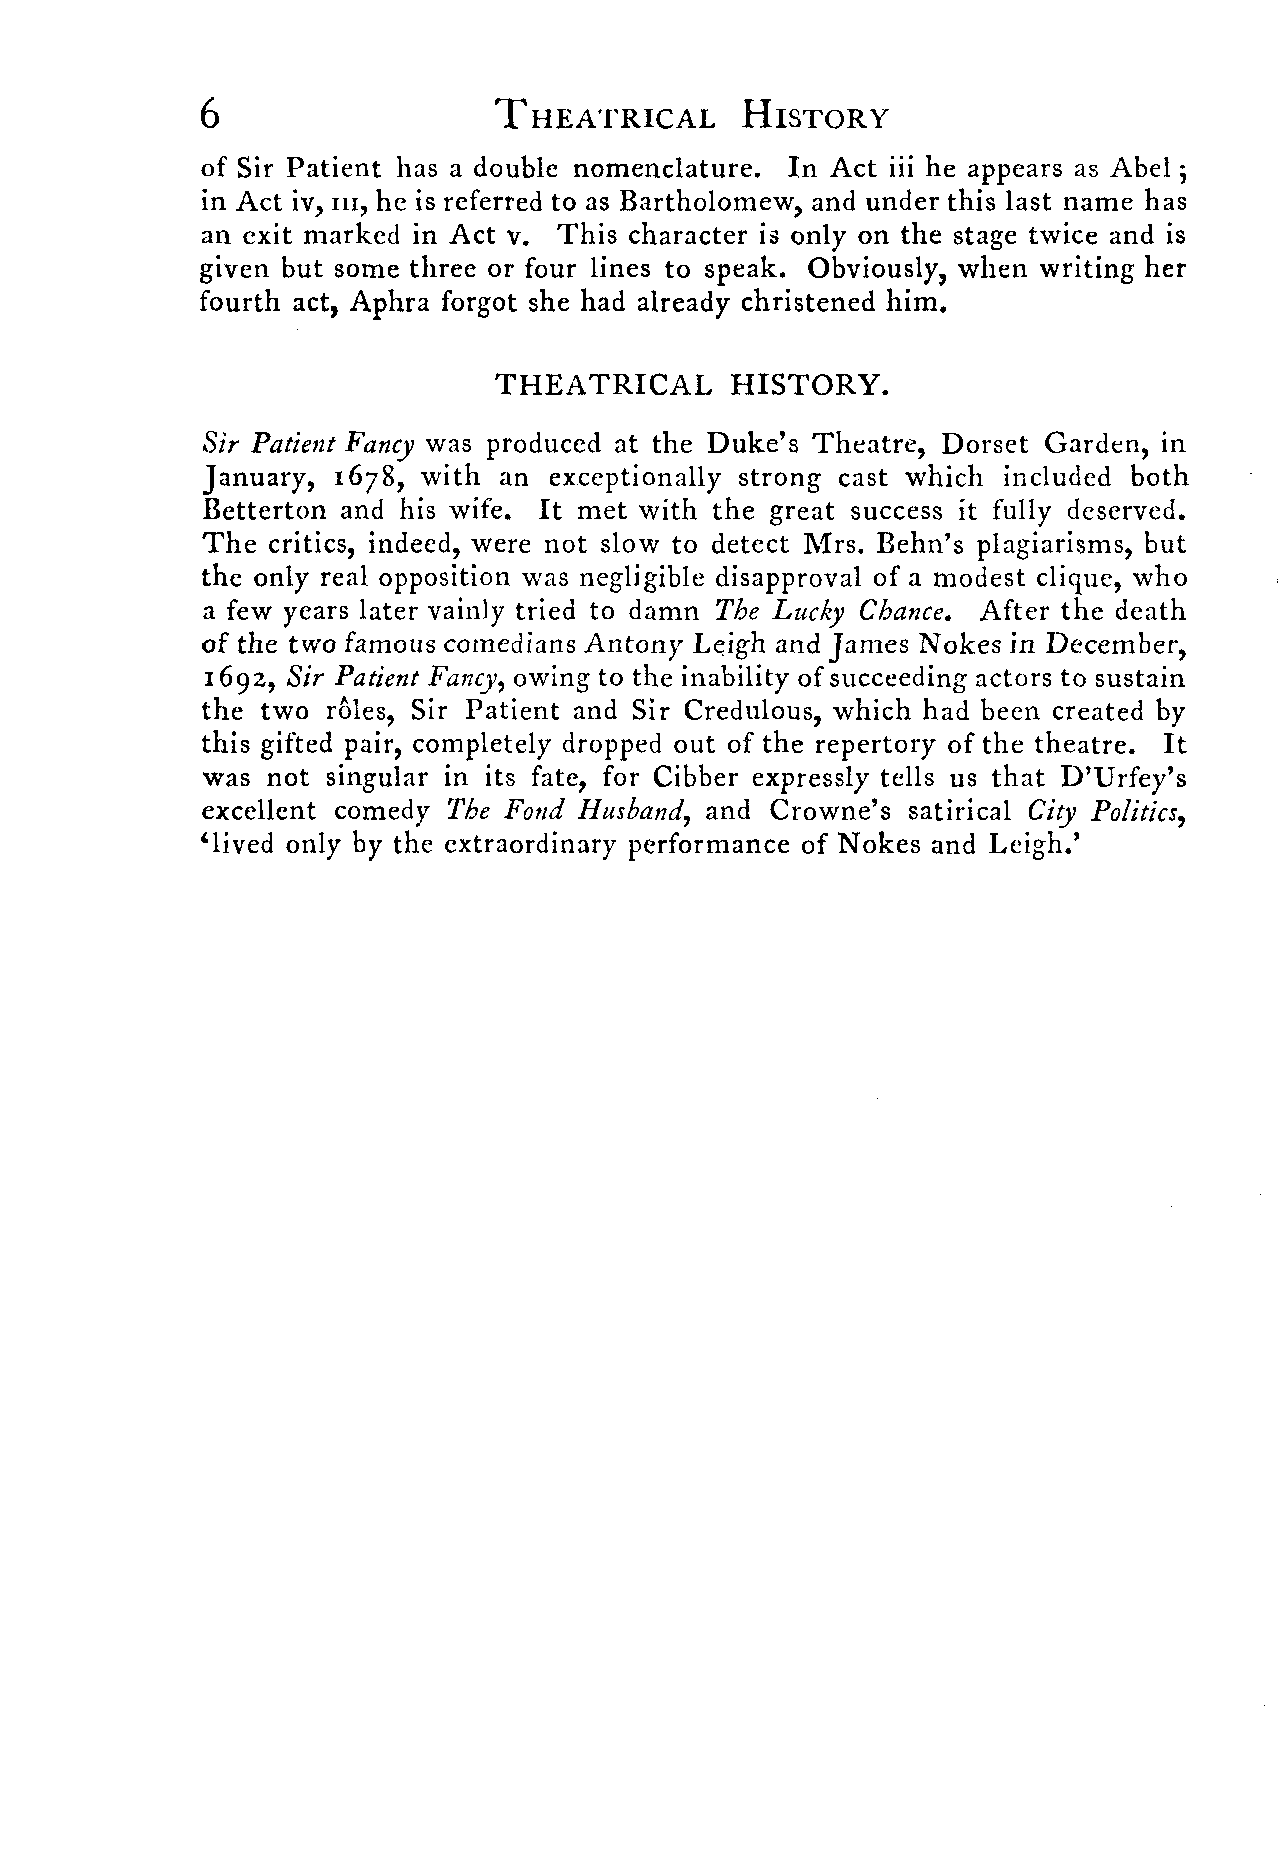 6 THEATRICAL HISTORY
of Sir Patient has a double nomenclature. In Act iii he appears as Abel;
in Act iv, III, he is referred to as Bartholomew, and under this last name has
an exit marked in Act v. This character is only on the stage twice and is
given but some three or four lines to speak. Obviously, when writing her
fourth act, Aphra forgot she had already christened him.
THEATRICAL HISTORY.
Sir Patient Fancy was produced at the Duke's Theatre, Dorset Garden, in
January, 1678, with an exceptionally strong cast which included both
Betterton and his wife. It met with the great success it fully deserved.
The critics, indeed, were not slow to detect Mrs. Behn's plagiarisms, but
the only real opposition was negligible disapproval of a modest clique, who
a few years later vainly tried to damn The Lucky Chance. After the death
of the two famous comedians Antony Leigh and James Nokes in December,
1692, Sir Patient Fancy, owing to the inability of succeeding actors to sustain
the two rôles, Sir Patient and Sir Credulous, which had been created by
this gifted pair, completely dropped out of the repertory of the theatre. It
was not singular in its fate, for Cibber expressly tells us that D'Urfey's
excellent comedy The Fond Husband, and Crowne's satirical City Politics,
'lived only by the extraordinary performance of Nokes and Leigh.'